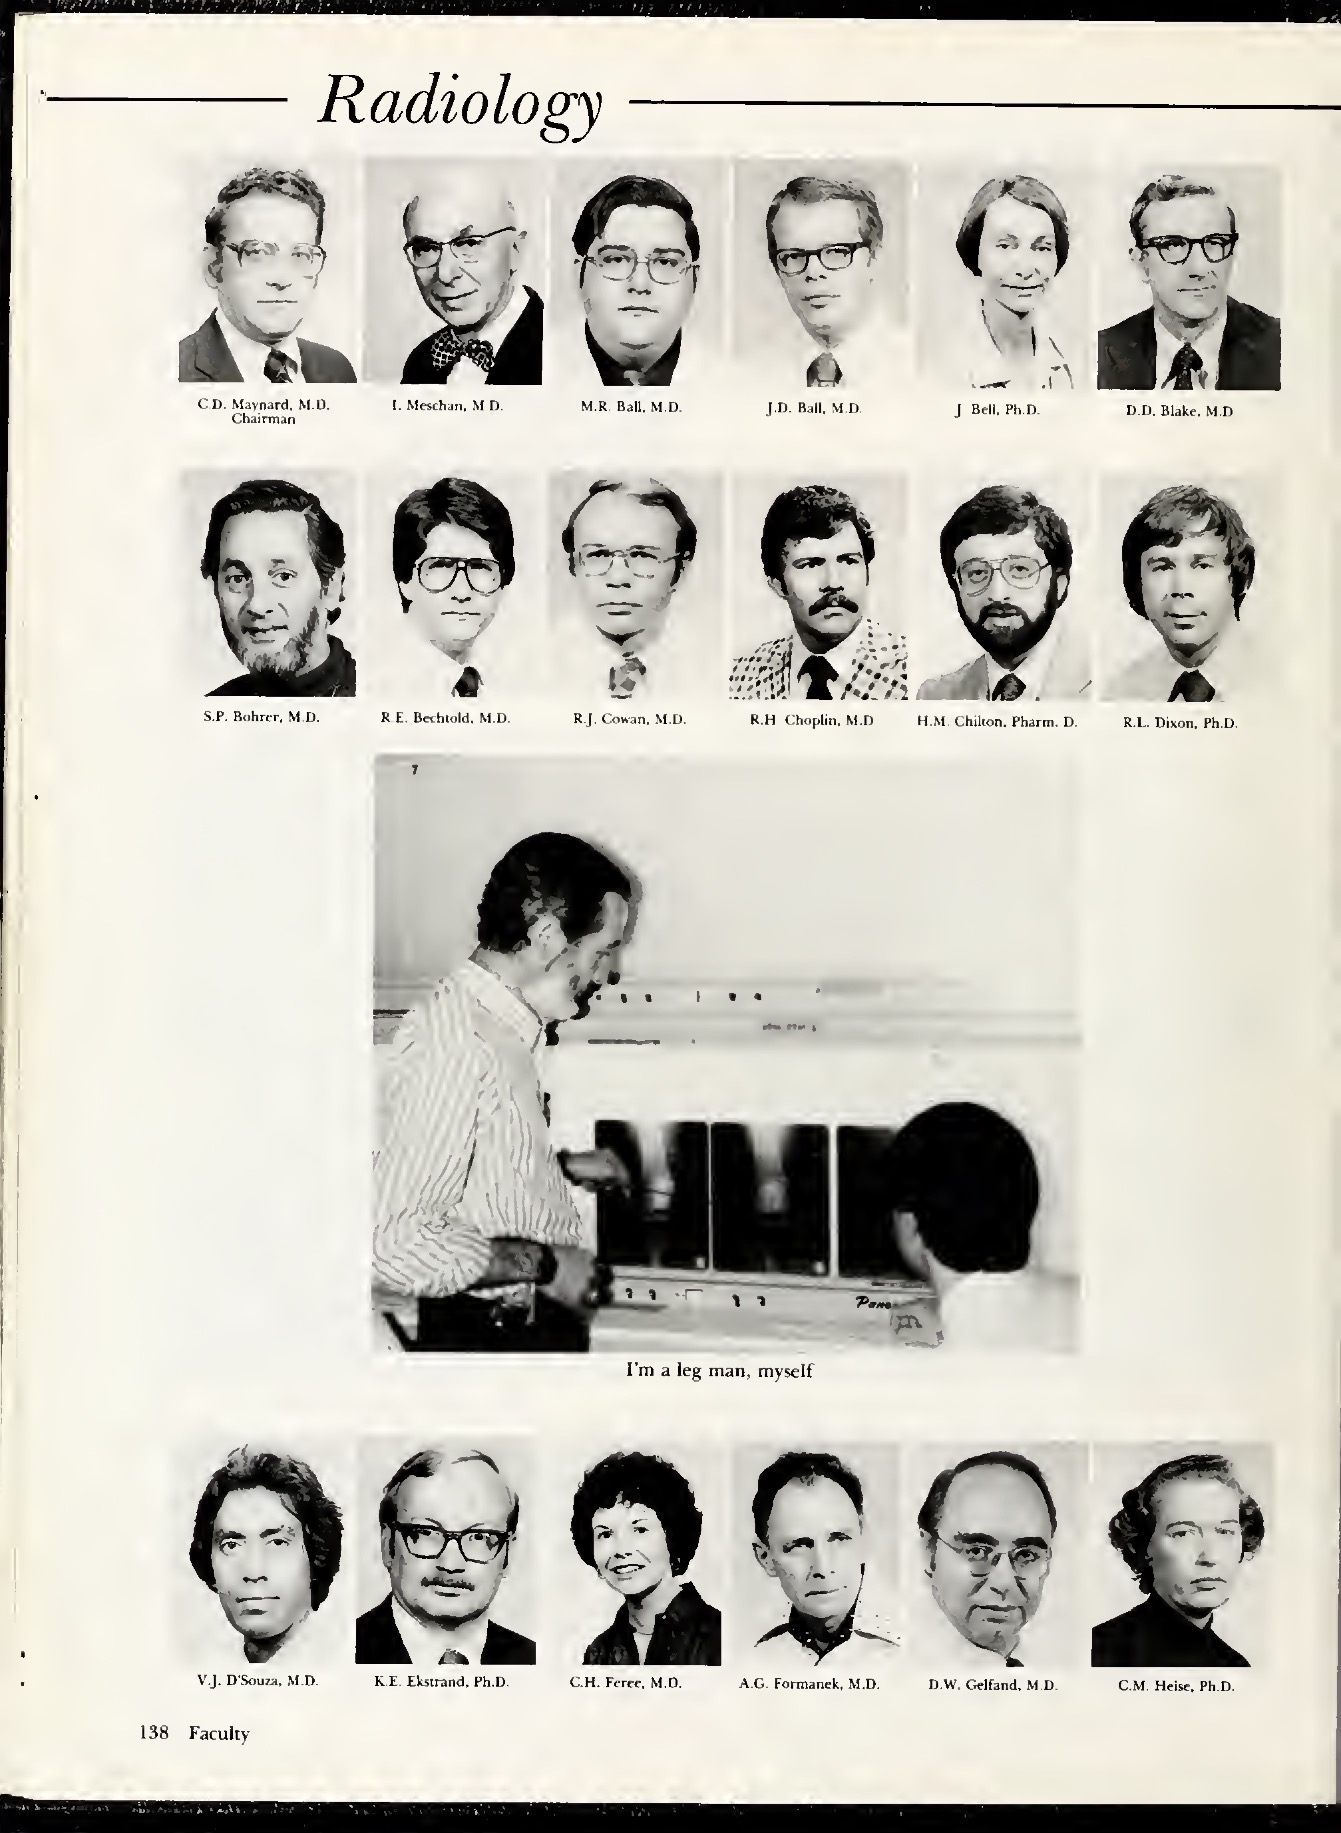 Radiology
C.D. Maynard, M.D.
Chairman
I. Meschan, M D.
M.R. Ball, M.D.
J.D. Ball, M.D.
J Bell, Ph.D.
D.D. Blake, M.D
S.P. Bohrer, M.D.
R.E. Bechtold, M.D.
R.J. Cowan, M.D.
R.H Choplin, M.D
H.M. Chilton, Pharm. D.
R.L. Dixon, Ph.D.
7
I'm a leg man, myself
V.J. D'Souza, M.D.
K.E. Ekstrand, Ph.D.
C.H. Feree, M.D.
A.G. Formanek, M.D.
D.W. Gelfand, M.D.
C.M. Heise, Ph.D.
138 Faculty